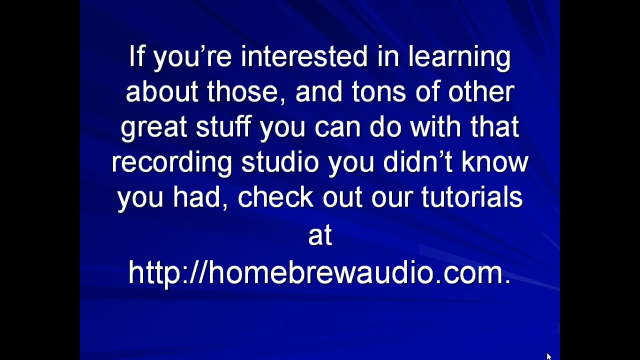 If you’re interested in learning
about those, and tons of other
great stuff you can do with that
recording studio you didn’t know
you had, check out our tutorials
at
http://homebrewaudio.com.